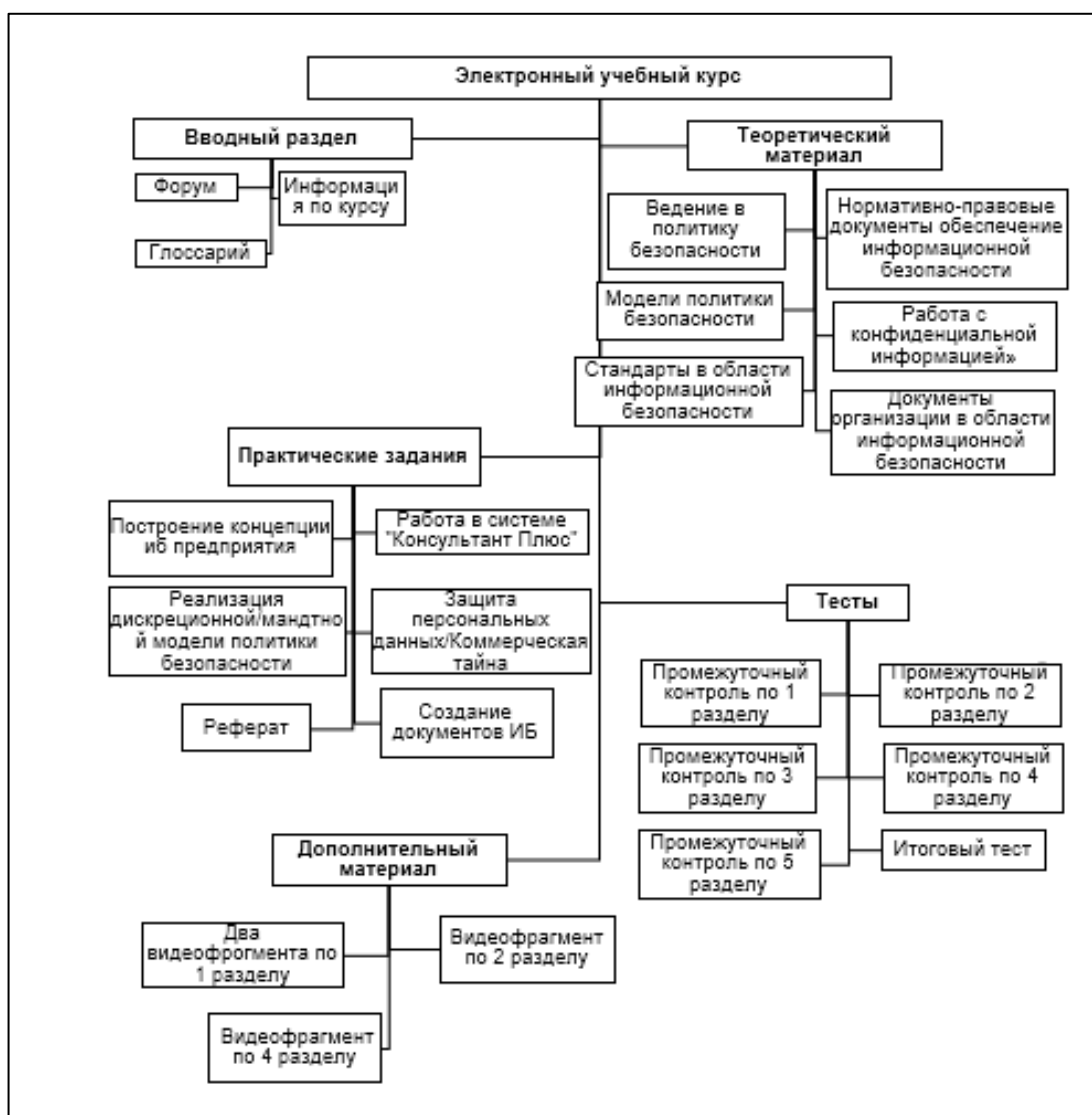 Электронный учебный курс
Вводный раздел
Форум
Информаци
я по курсу
Глоссарий
Теоретический
материал
Ведение в
политику
безопасности
Нормативно-правовые
документы обеспечение
информационной
безопасности
Модели политики
безопасности
Работа с
конфиденциальной
информацией»
Стандарты в области
информационной
безопасности
Документы
организации в области
информационной
безопасности
Практические задания
Построение концепции
иб предприятия
Работа в системе
"Консультант Плюс"
Реализация
дискреционной/мандтно
й модели политики
безопасности
Защита
персональных
данных/Коммерческая
тайна
Реферат
Создание
документов ИБ
Тесты
Промежуточный
контроль по 1
разделу
Промежуточный
контроль по 2
разделу
Промежуточный
контроль по 3
разделу
Промежуточный
контроль по 4
разделу
Промежуточный
контроль по 5
разделу
Итоговый тест
Дополнительный
материал
Два
видеофрогмента по
1 разделу
Видеофрагмент
по 2 разделу
Видеофрагмент
по 4 разделу